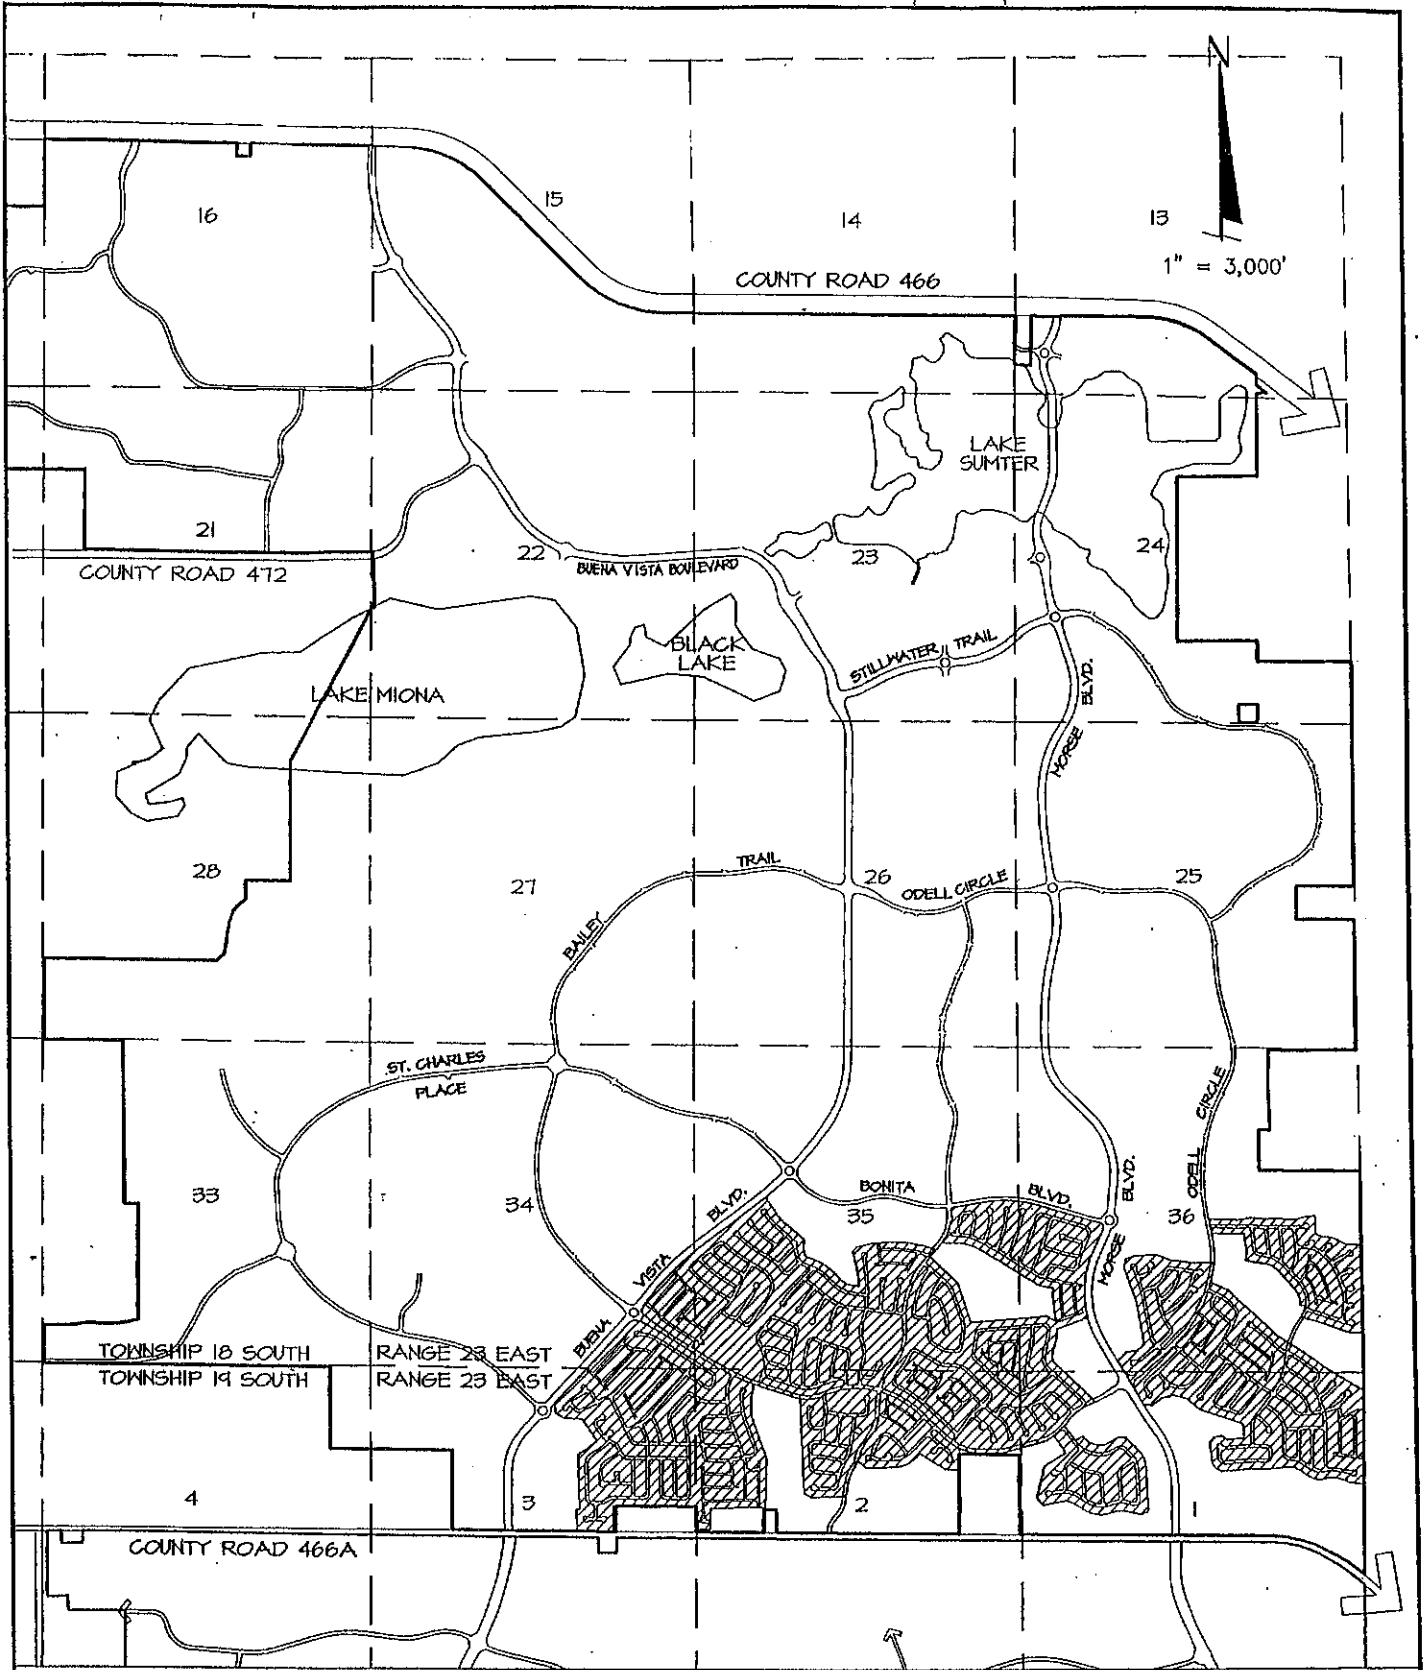 N
16
15
14
13
1" = 3,000'
COUNTY ROAD 466
LAKE
SUMTER
21
22
23
24
COUNTY ROAD 472
BUENA VISTA BOULEVARD
BLACK
LAKE
STILLWATER TRAIL
LAKE MIONA
MORSE BLVD.
28
27
TRAIL
26
ODELL CIRCLE
25
BAILEY
ST. CHARLES
PLACE
ODELL CIRCLE
33
34
BUENA VISTA BLVD.
BONITA BLVD.
35
MORSE BLVD.
36
TOWNSHIP 18 SOUTH RANGE 23 EAST
TOWNSHIP 19 SOUTH RANGE 23 EAST
4
3
2
1
COUNTY ROAD 466A